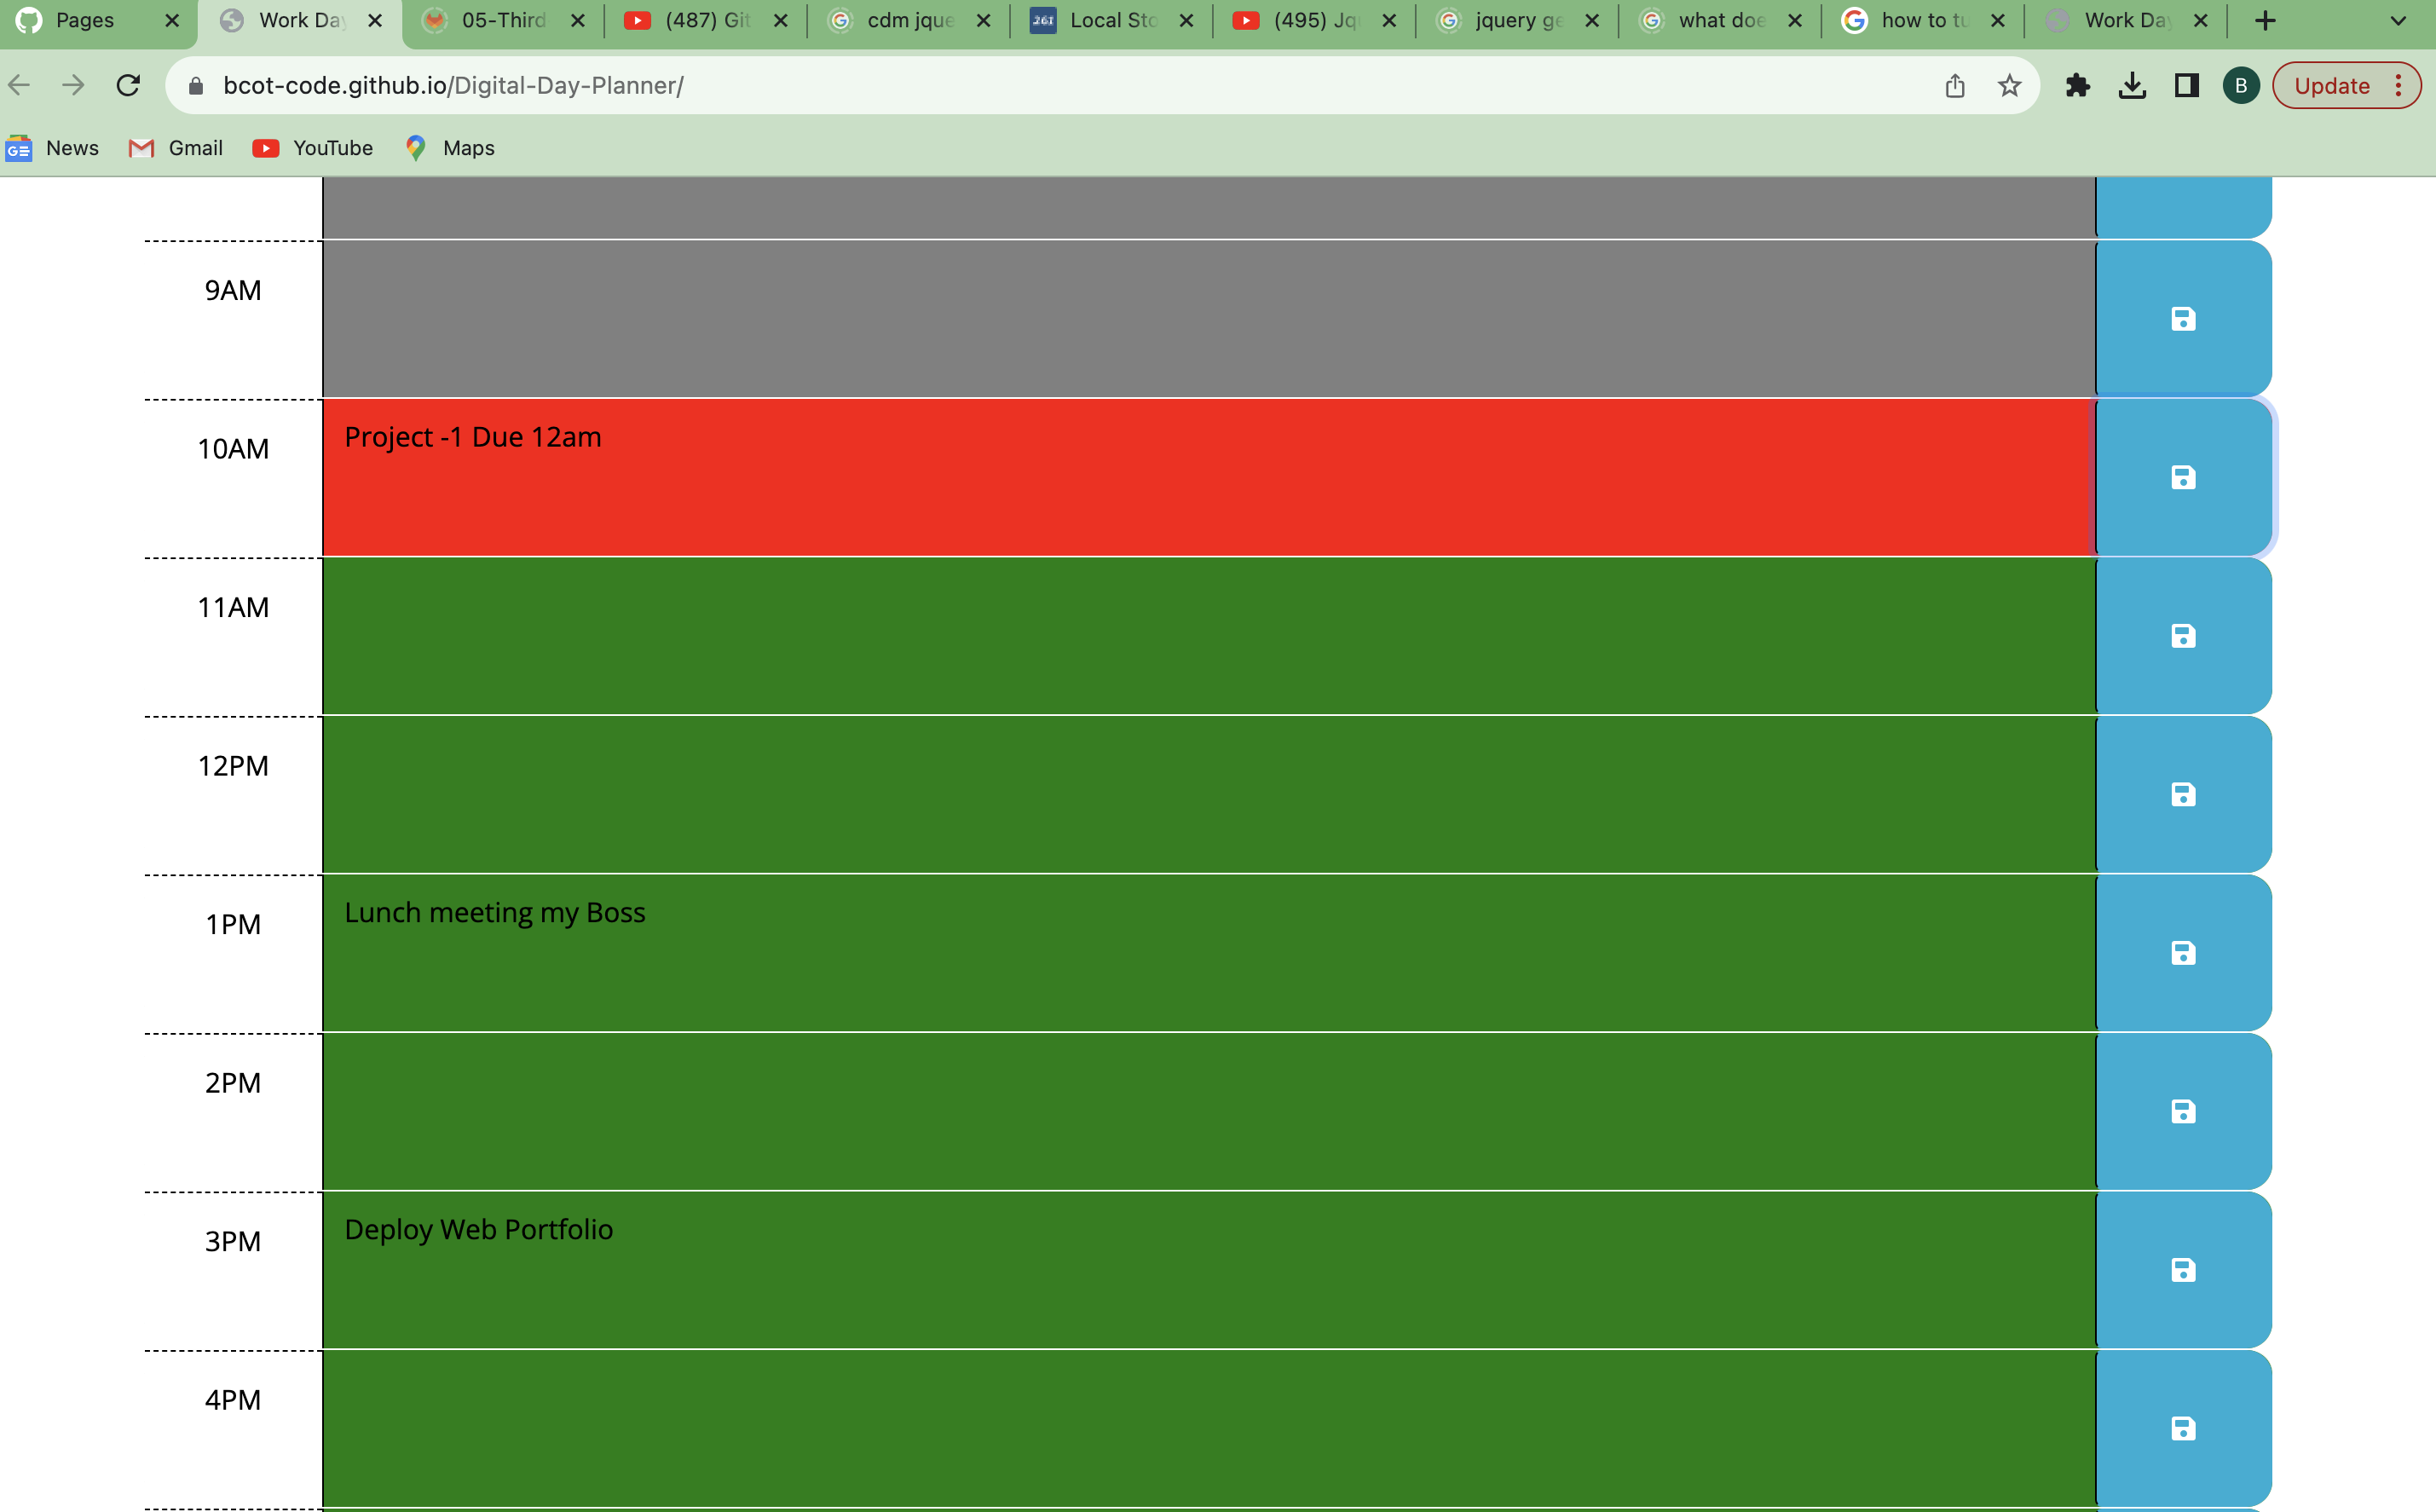 Pages
Work Da
05-Third
(487) Git
cdm jque
Local Sto
(495) Jq
jquery ge
what doe
how to tu
Work Da
bcot-code.github.io/Digital-Day-Planner/
B
Update
News
Gmail
YouTube
Maps
9AM
10AM
Project -1 Due 12am
11AM
12PM
1PM
Lunch meeting my Boss
2PM
3PM
Deploy Web Portfolio
4PM